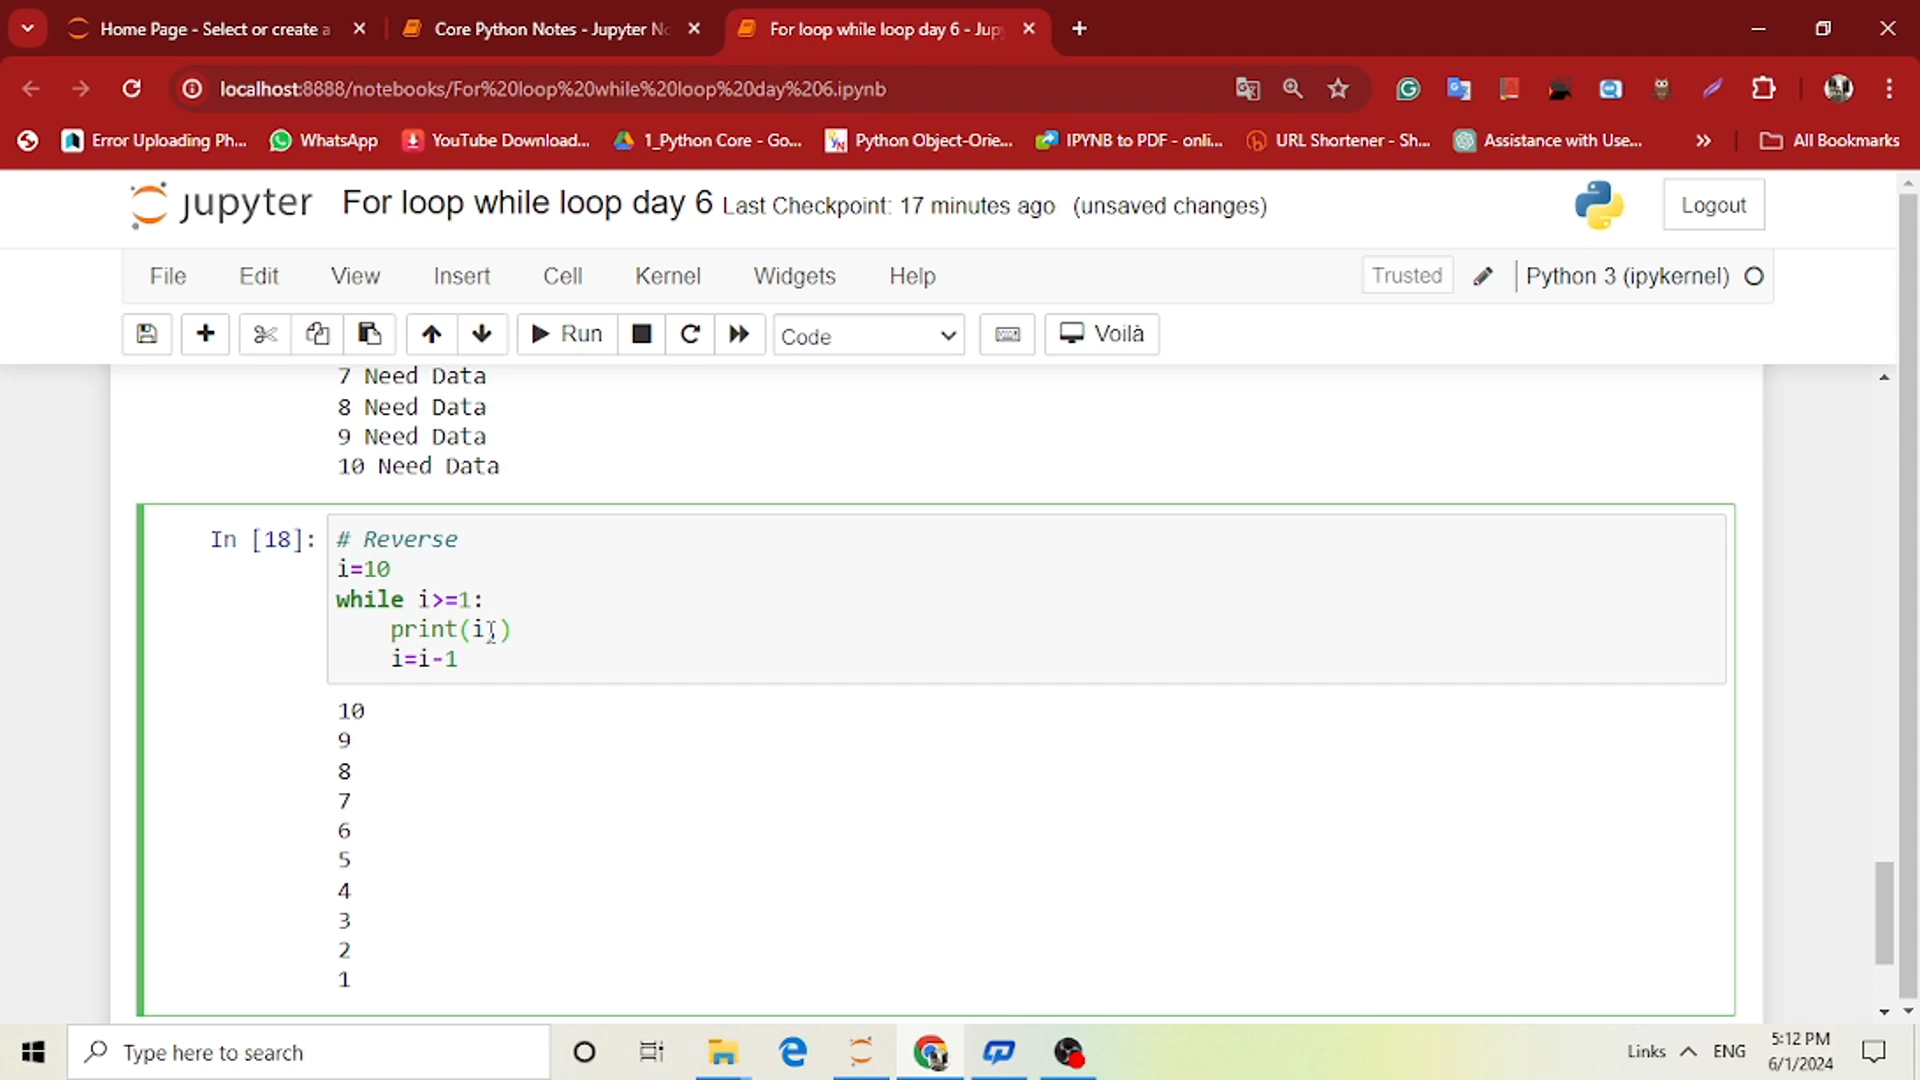 Home Page - Select or create a
Core Python Notes - Jupyter No
For loop while loop day 6 - Jup
localhost:8888/notebooks/For%20loop%20while%20loop%20day%206.ipynb
Error Uploading Ph...
WhatsApp
YouTube Download...
1_Python Core - Go...
Python Object-Orie...
IPYNB to PDF - onli...
URL Shortener - Sh...
Assistance with Use...
»
All Bookmarks
jupyter
For loop while loop day 6
Last Checkpoint: 17 minutes ago
(unsaved changes)
Logout
File
Edit
View
Insert
Cell
Kernel
Widgets
Help
Trusted
Python 3 (ipykernel)
Run
Code
Voilà
7 Need Data
8 Need Data
9 Need Data
10 Need Data
In [18]:
# Reverse
i=10
while i>=1:
print(i)
i=i-1
10
9
8
7
6
5
4
3
2
1
Type here to search
Links
ENG
5:12 PM
6/1/2024